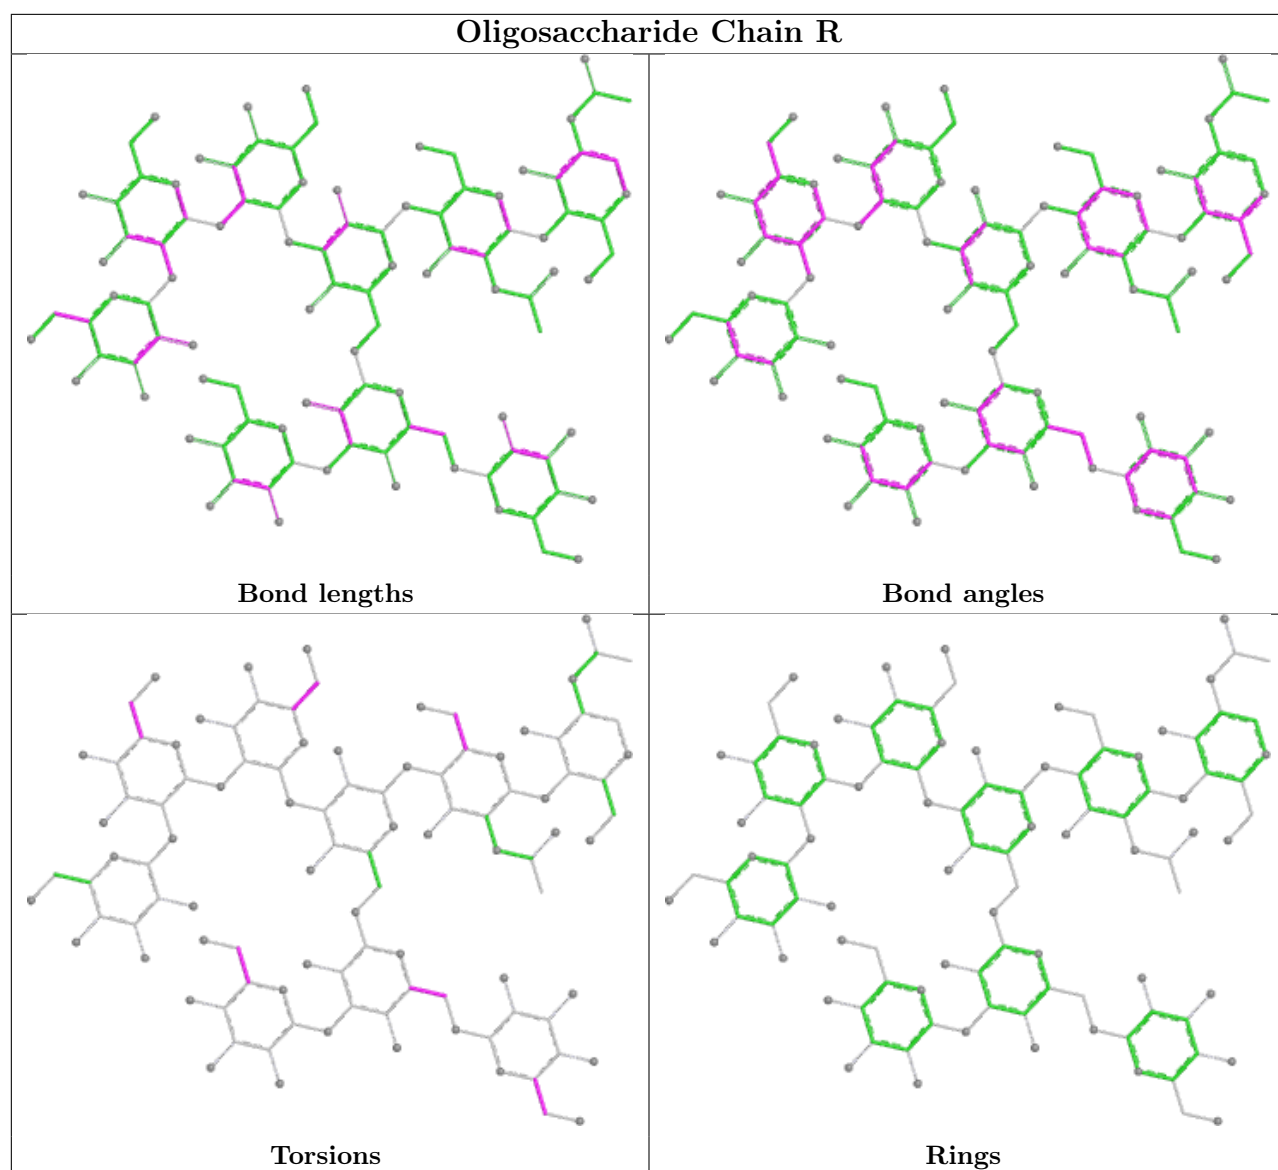 Oligosaccharide Chain R
Bond lengths
Bond angles
Torsions
Rings